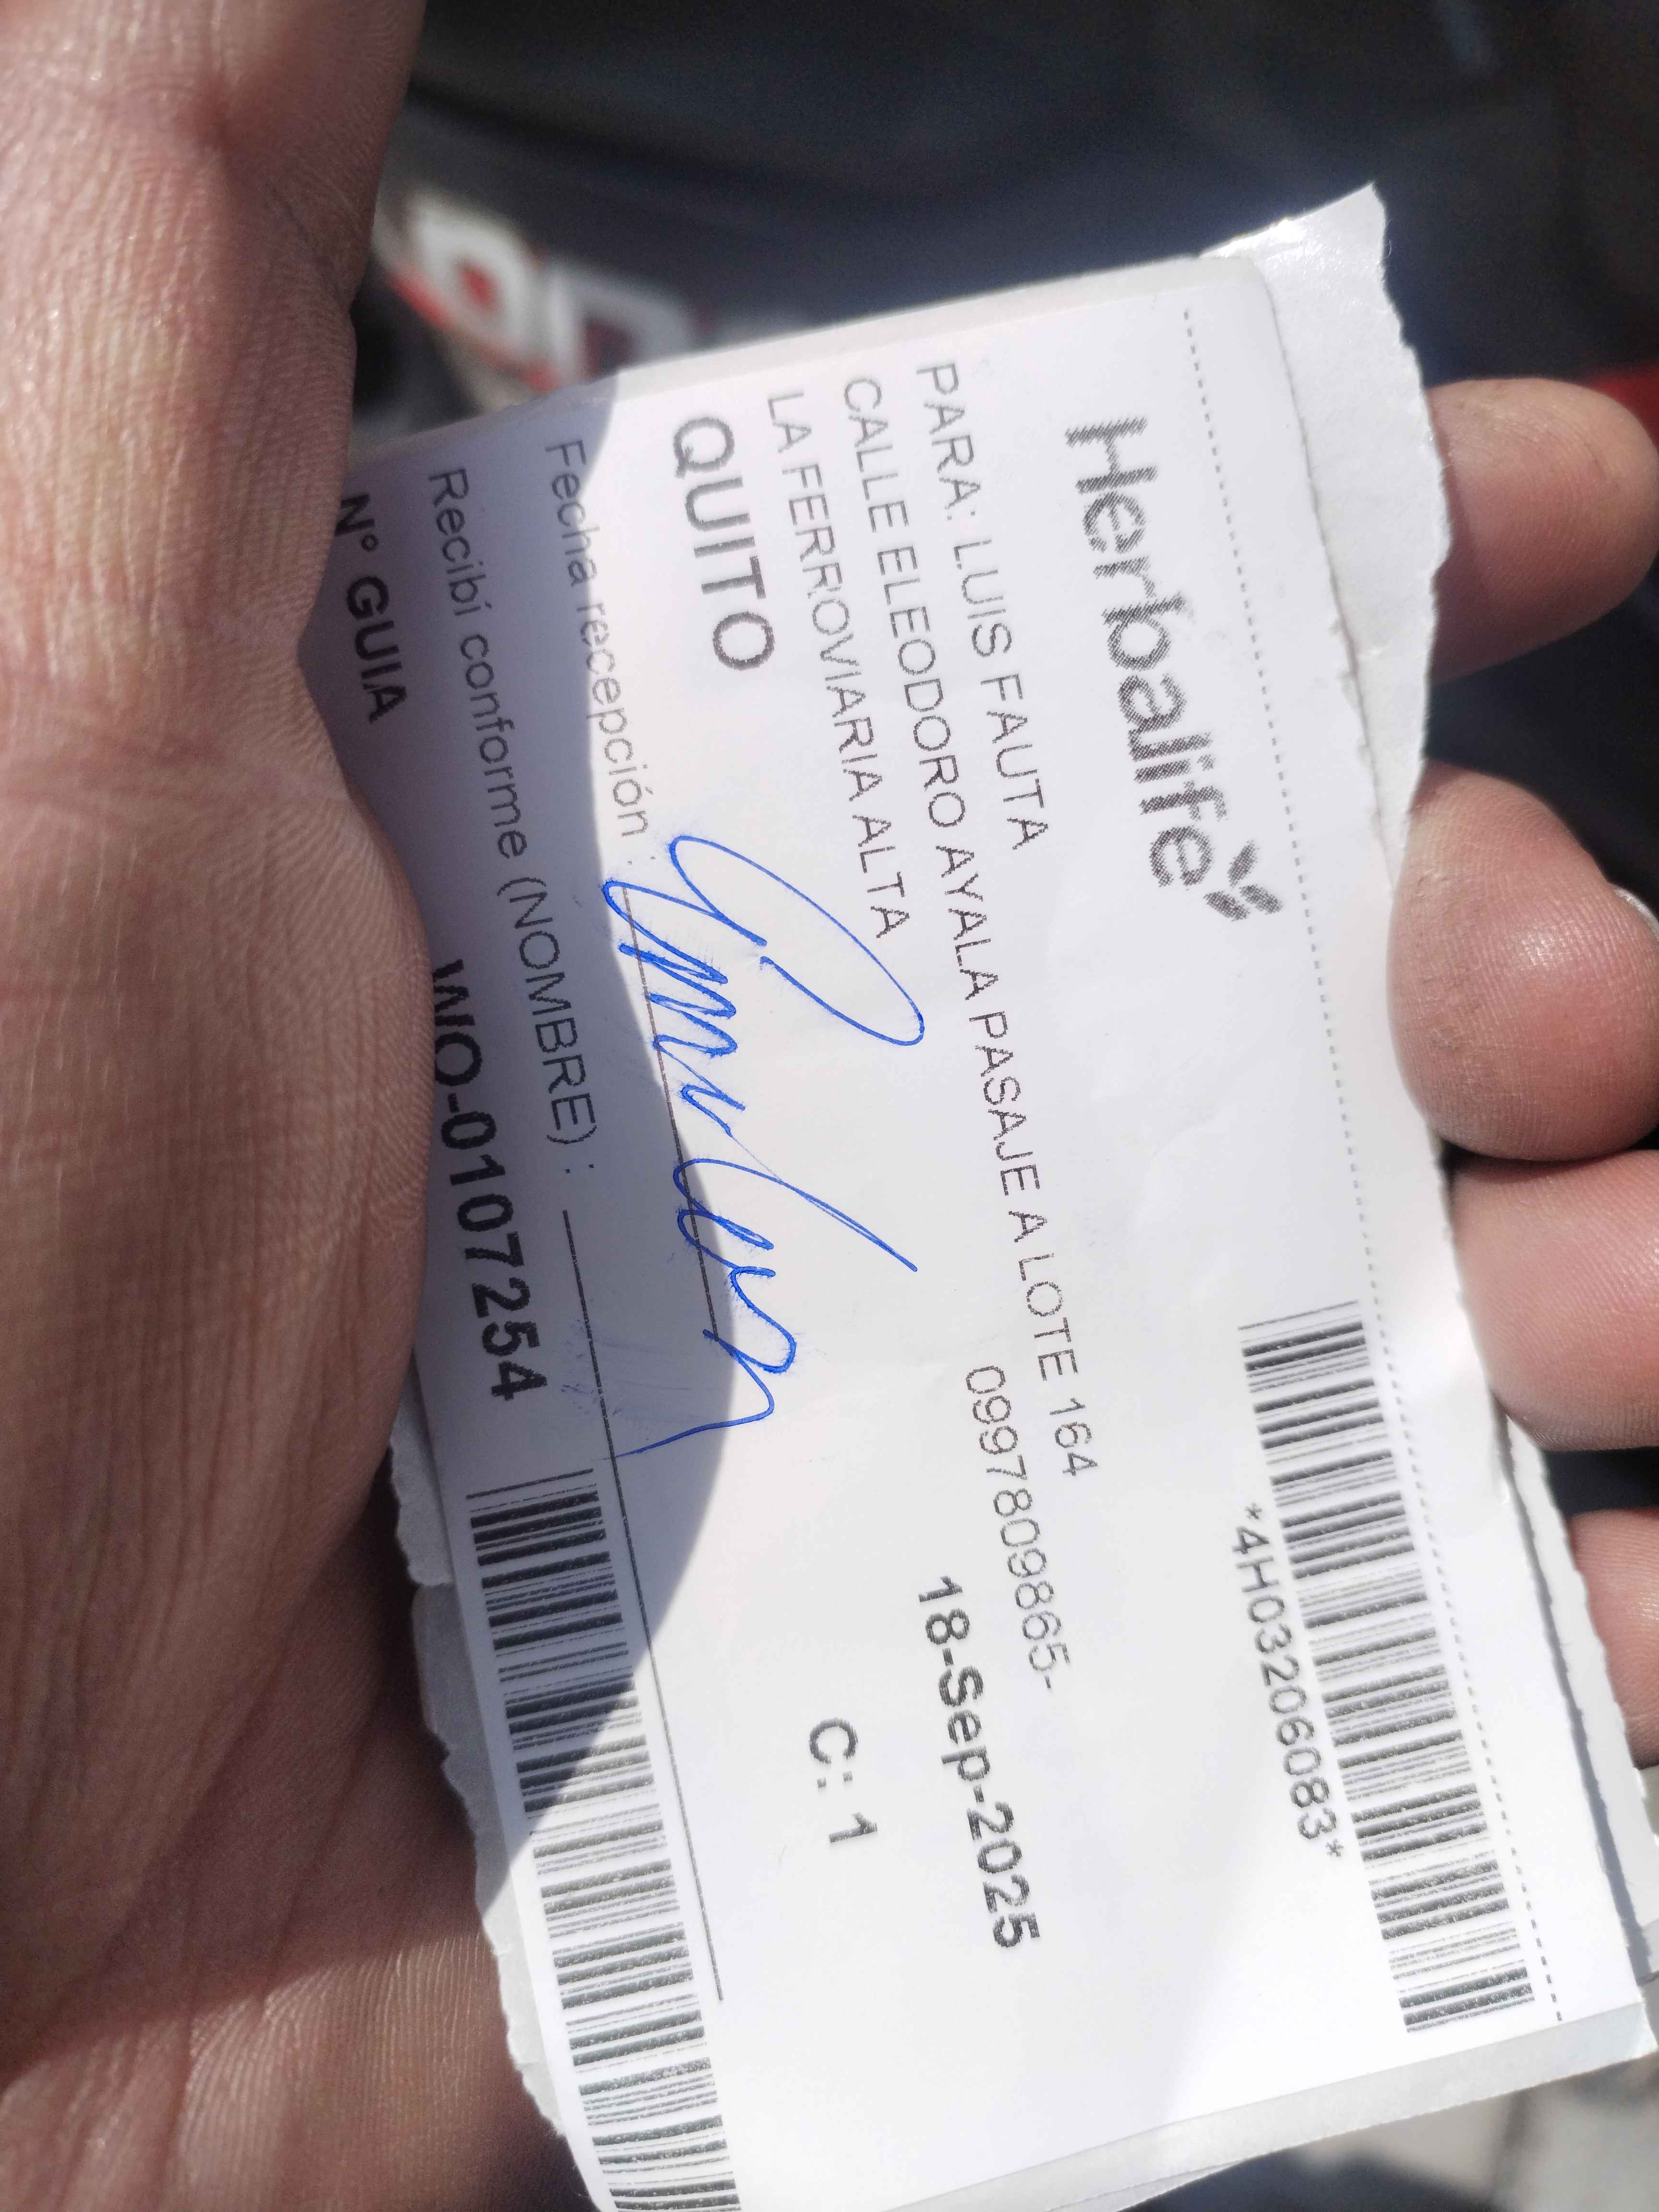 Herbalife
*4H03206083*
PARA: LUIS FAUTA
CALLE ELEODORO AYALA PASAJE A LOTE 164
0997809865-
LA FERROVIARIA ALTA
18-Sep-2025
QUITO
C: 1
Fecha recepción :
Recibí conforme (NOMBRE) :
N° GUIA WO-0107254